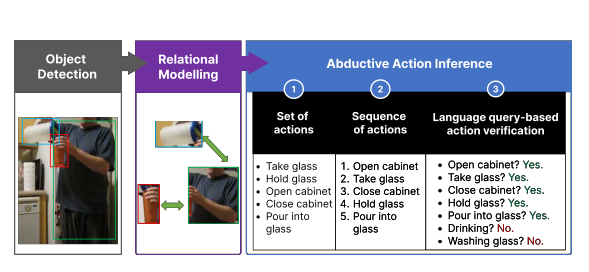 Object
Detection
Relational
Modelling
Abductive Action Inference
1
Set of
actions
• Take glass
• Hold glass
• Open cabinet
• Close cabinet
• Pour into
glass
2
Sequence
of actions
1. Open cabinet
2. Take glass
3. Close cabinet
4. Hold glass
5. Pour into
glass
3
Language query-based
action verification
• Open cabinet? Yes.
• Take glass? Yes.
• Close cabinet? Yes.
• Hold glass? Yes.
• Pour into glass? Yes.
• Drinking? No.
• Washing glass? No.